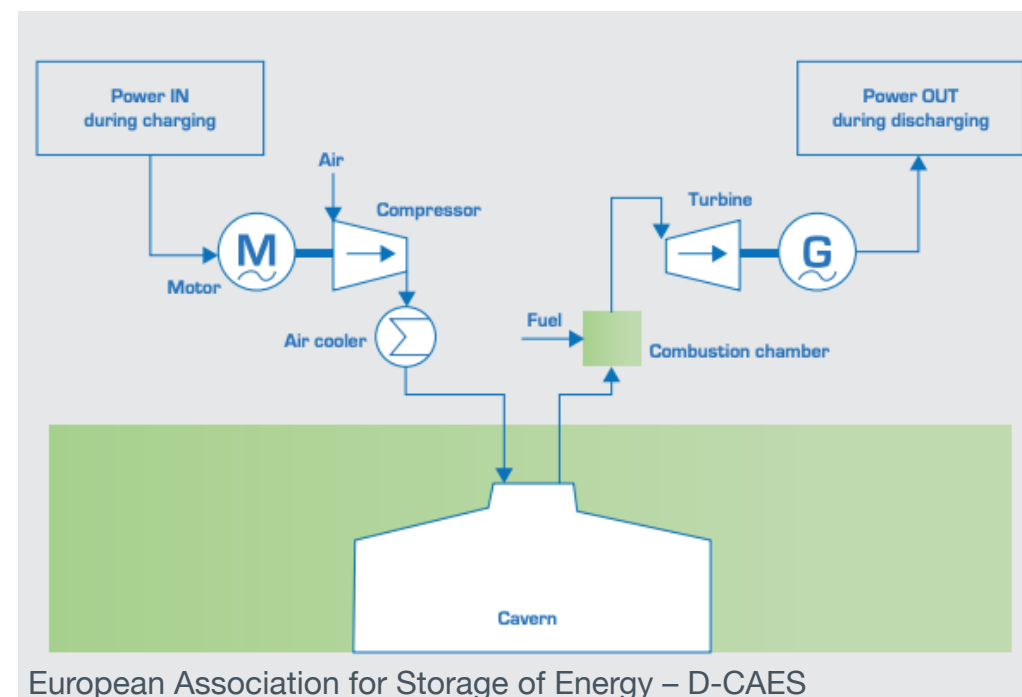 Power IN
during charging
Power OUT
during discharging
Air
Compressor
Turbine
M
G
Motor
Air cooler
Fuel
Combustion chamber
Cavern
European Association for Storage of Energy – D-CAES